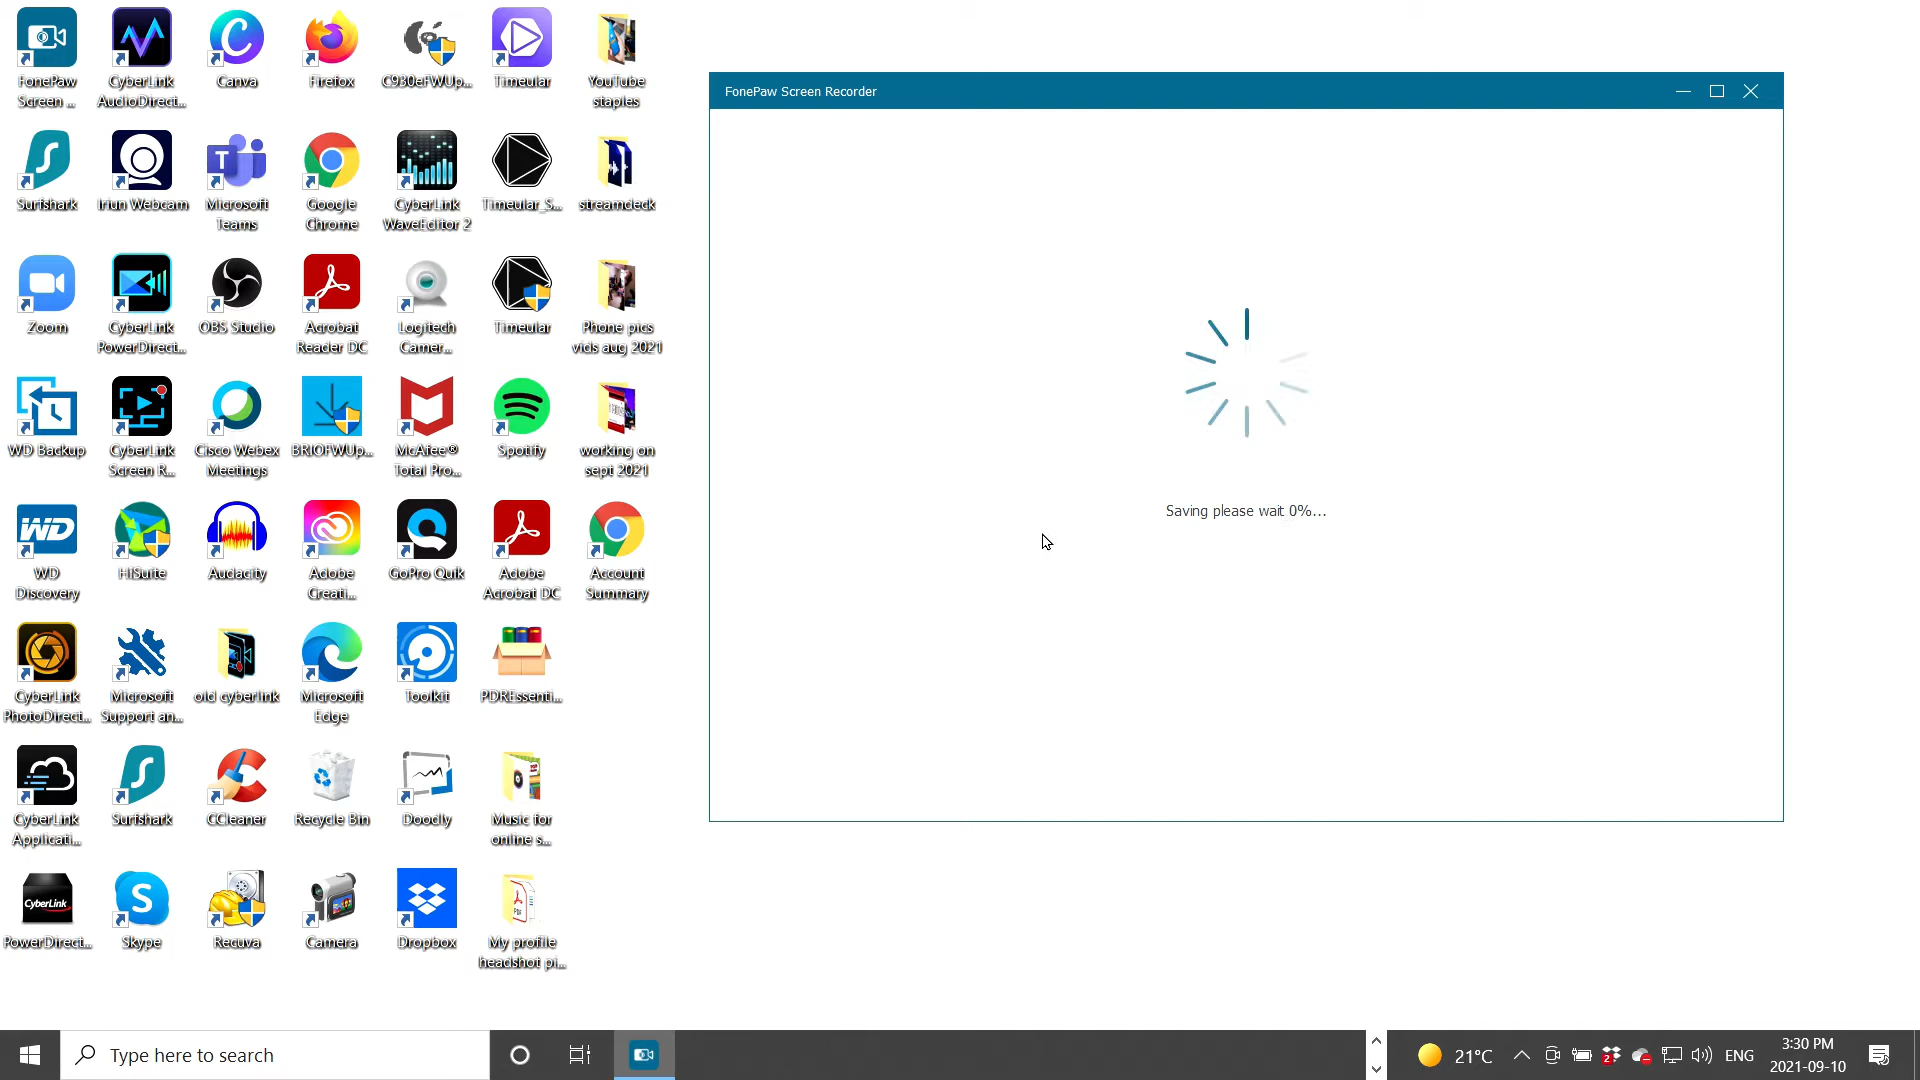 FonePaw
Screen ...
CyberLink
AudioDirect...
Canva
Firefox
C930eFWUp...
Timeular
YouTube
staples
Surfshark
Iriun Webcam
Microsoft
Teams
Google
Chrome
CyberLink
WaveEditor 2
Timeular_S...
streamdeck
Zoom
CyberLink
PowerDirect...
OBS Studio
Acrobat
Reader DC
Logitech
Camer...
Timeular
Phone pics
vids aug 2021
WD Backup
CyberLink
Screen R...
Cisco Webex
Meetings
BRIOFWUp...
McAfee®
Total Pro...
Spotify
working on
sept 2021
WD
WD
Discovery
HiSuite
Audacity
Adobe
Creati...
GoPro Quik
Adobe
Acrobat DC
Account
Summary
CyberLink
PhotoDirect...
Microsoft
Support an...
old cyberlink
Microsoft
Edge
Toolkit
PDREssenti...
CyberLink
Applicati...
Surfshark
CCleaner
Recycle Bin
Doodly
Music for
online s...
CyberLink
PowerDirect...
Skype
Recuva
Camera
Dropbox
PDF
My profile
headshot pi...
FonePaw Screen Recorder
Saving please wait 0%...
Type here to search
21°C
2
ENG
3:30 PM
2021-09-10